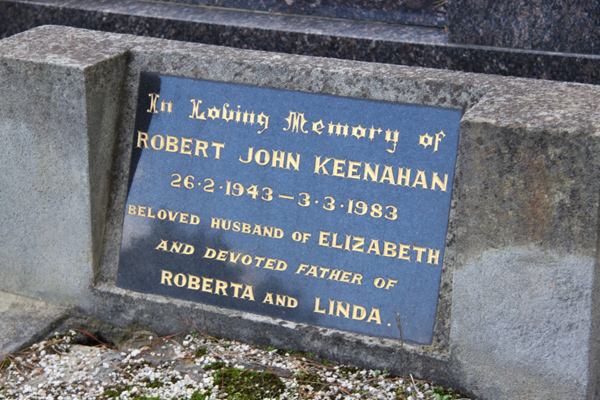 In Loving Memory of
ROBERT JOHN KEENAHAN
26·2·1943 — 3·3·1983
BELOVED HUSBAND OF ELIZABETH
AND DEVOTED FATHER OF
ROBERTA AND LINDA.